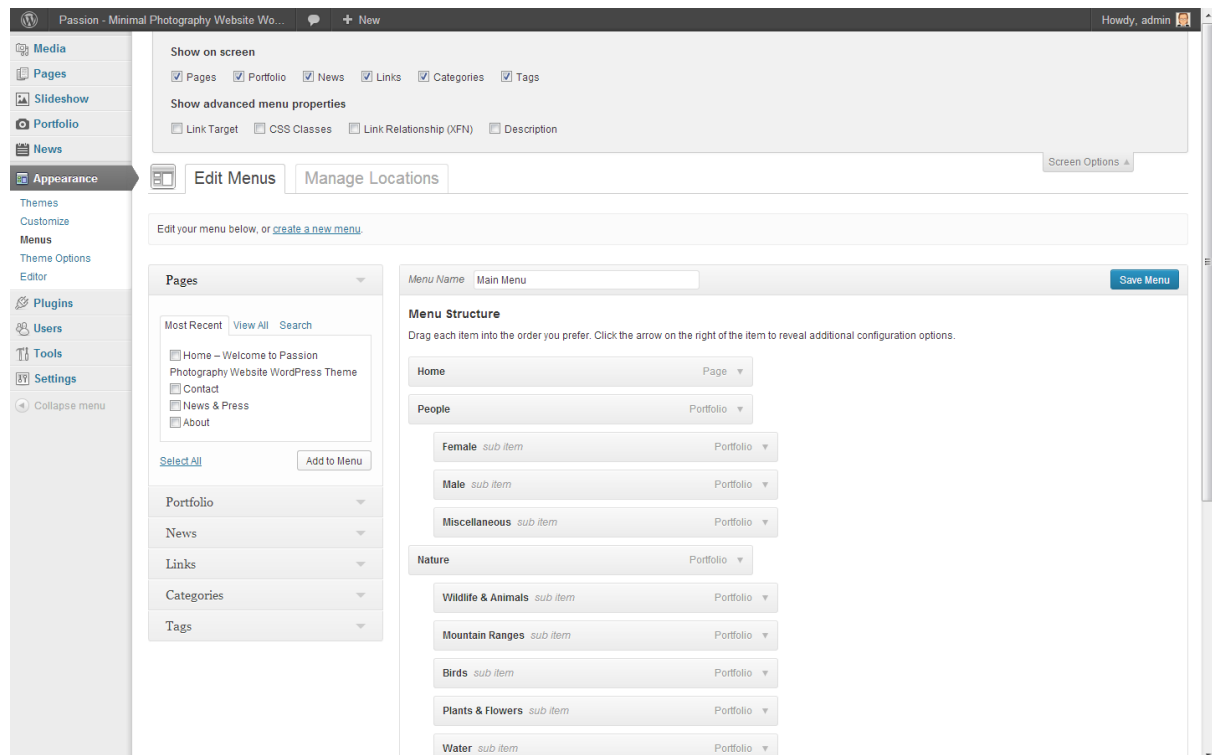 Passion - Minimal Photography Website Wo... + New Howdy, admin
Media
Pages
Slideshow
Portfolio
News
Appearance
Themes
Customize
Menus
Theme Options
Editor
Plugins
Users
Tools
Settings
Collapse menu
Show on screen
Pages Portfolio News Links Categories Tags
Show advanced menu properties
Link Target CSS Classes Link Relationship (XFN) Description
Screen Options
Edit Menus Manage Locations
Edit your menu below, or create a new menu.
Pages
Most Recent View All Search
Home – Welcome to Passion
Photography Website WordPress Theme
Contact
News & Press
About
Select All Add to Menu
Portfolio
News
Links
Categories
Tags
Menu Name Main Menu Save Menu
Menu Structure
Drag each item into the order you prefer. Click the arrow on the right of the item to reveal additional configuration options.
Home Page
People Portfolio
Female sub item Portfolio
Male sub item Portfolio
Miscellaneous sub item Portfolio
Nature Portfolio
Wildlife & Animals sub item Portfolio
Mountain Ranges sub item Portfolio
Birds sub item Portfolio
Plants & Flowers sub item Portfolio
Water sub item Portfolio